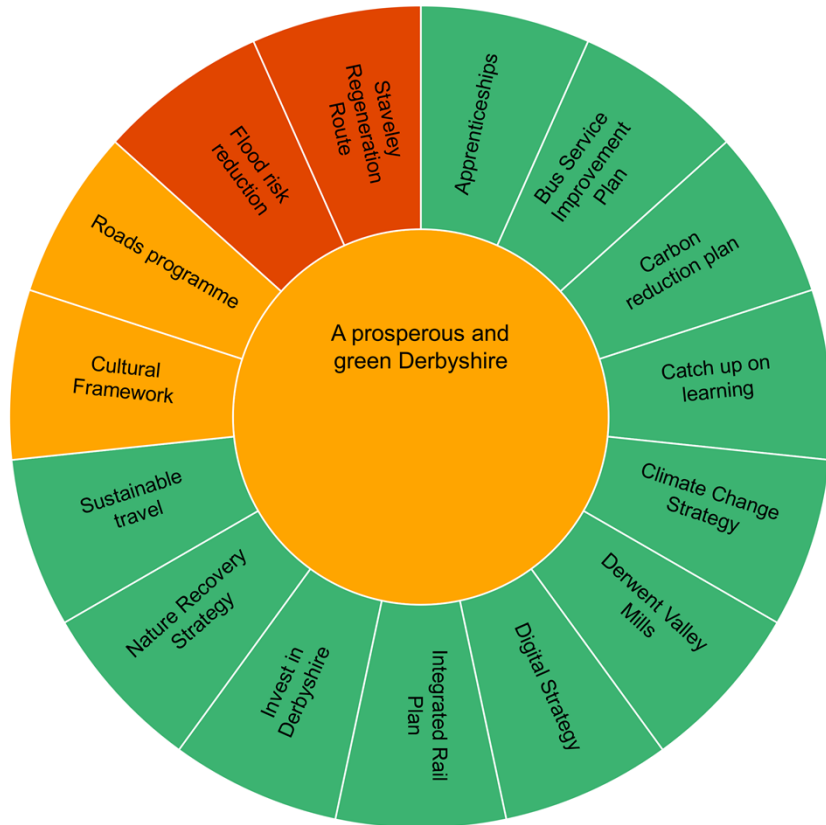 A prosperous and
green Derbyshire
Apprenticeships
Bus Service
Improvement
Plan
Carbon
reduction plan
Catch up on
learning
Climate Change
Strategy
Derwent Valley
Mills
Digital Strategy
Integrated Rail
Plan
Invest in
Derbyshire
Nature Recovery
Strategy
Sustainable
travel
Cultural
Framework
Roads programme
Flood risk
reduction
Staveley
Regeneration
Route